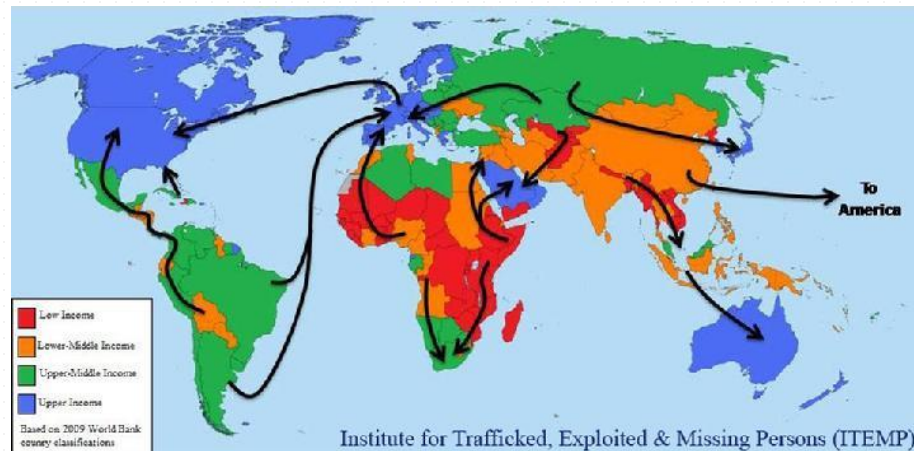 To
America
Low Income
Lower-Middle Income
Upper-Middle Income
Upper Income
Based on 2009 World Bank
county classifications
Institute for Trafficked, Exploited & Missing Persons (ITEMP)